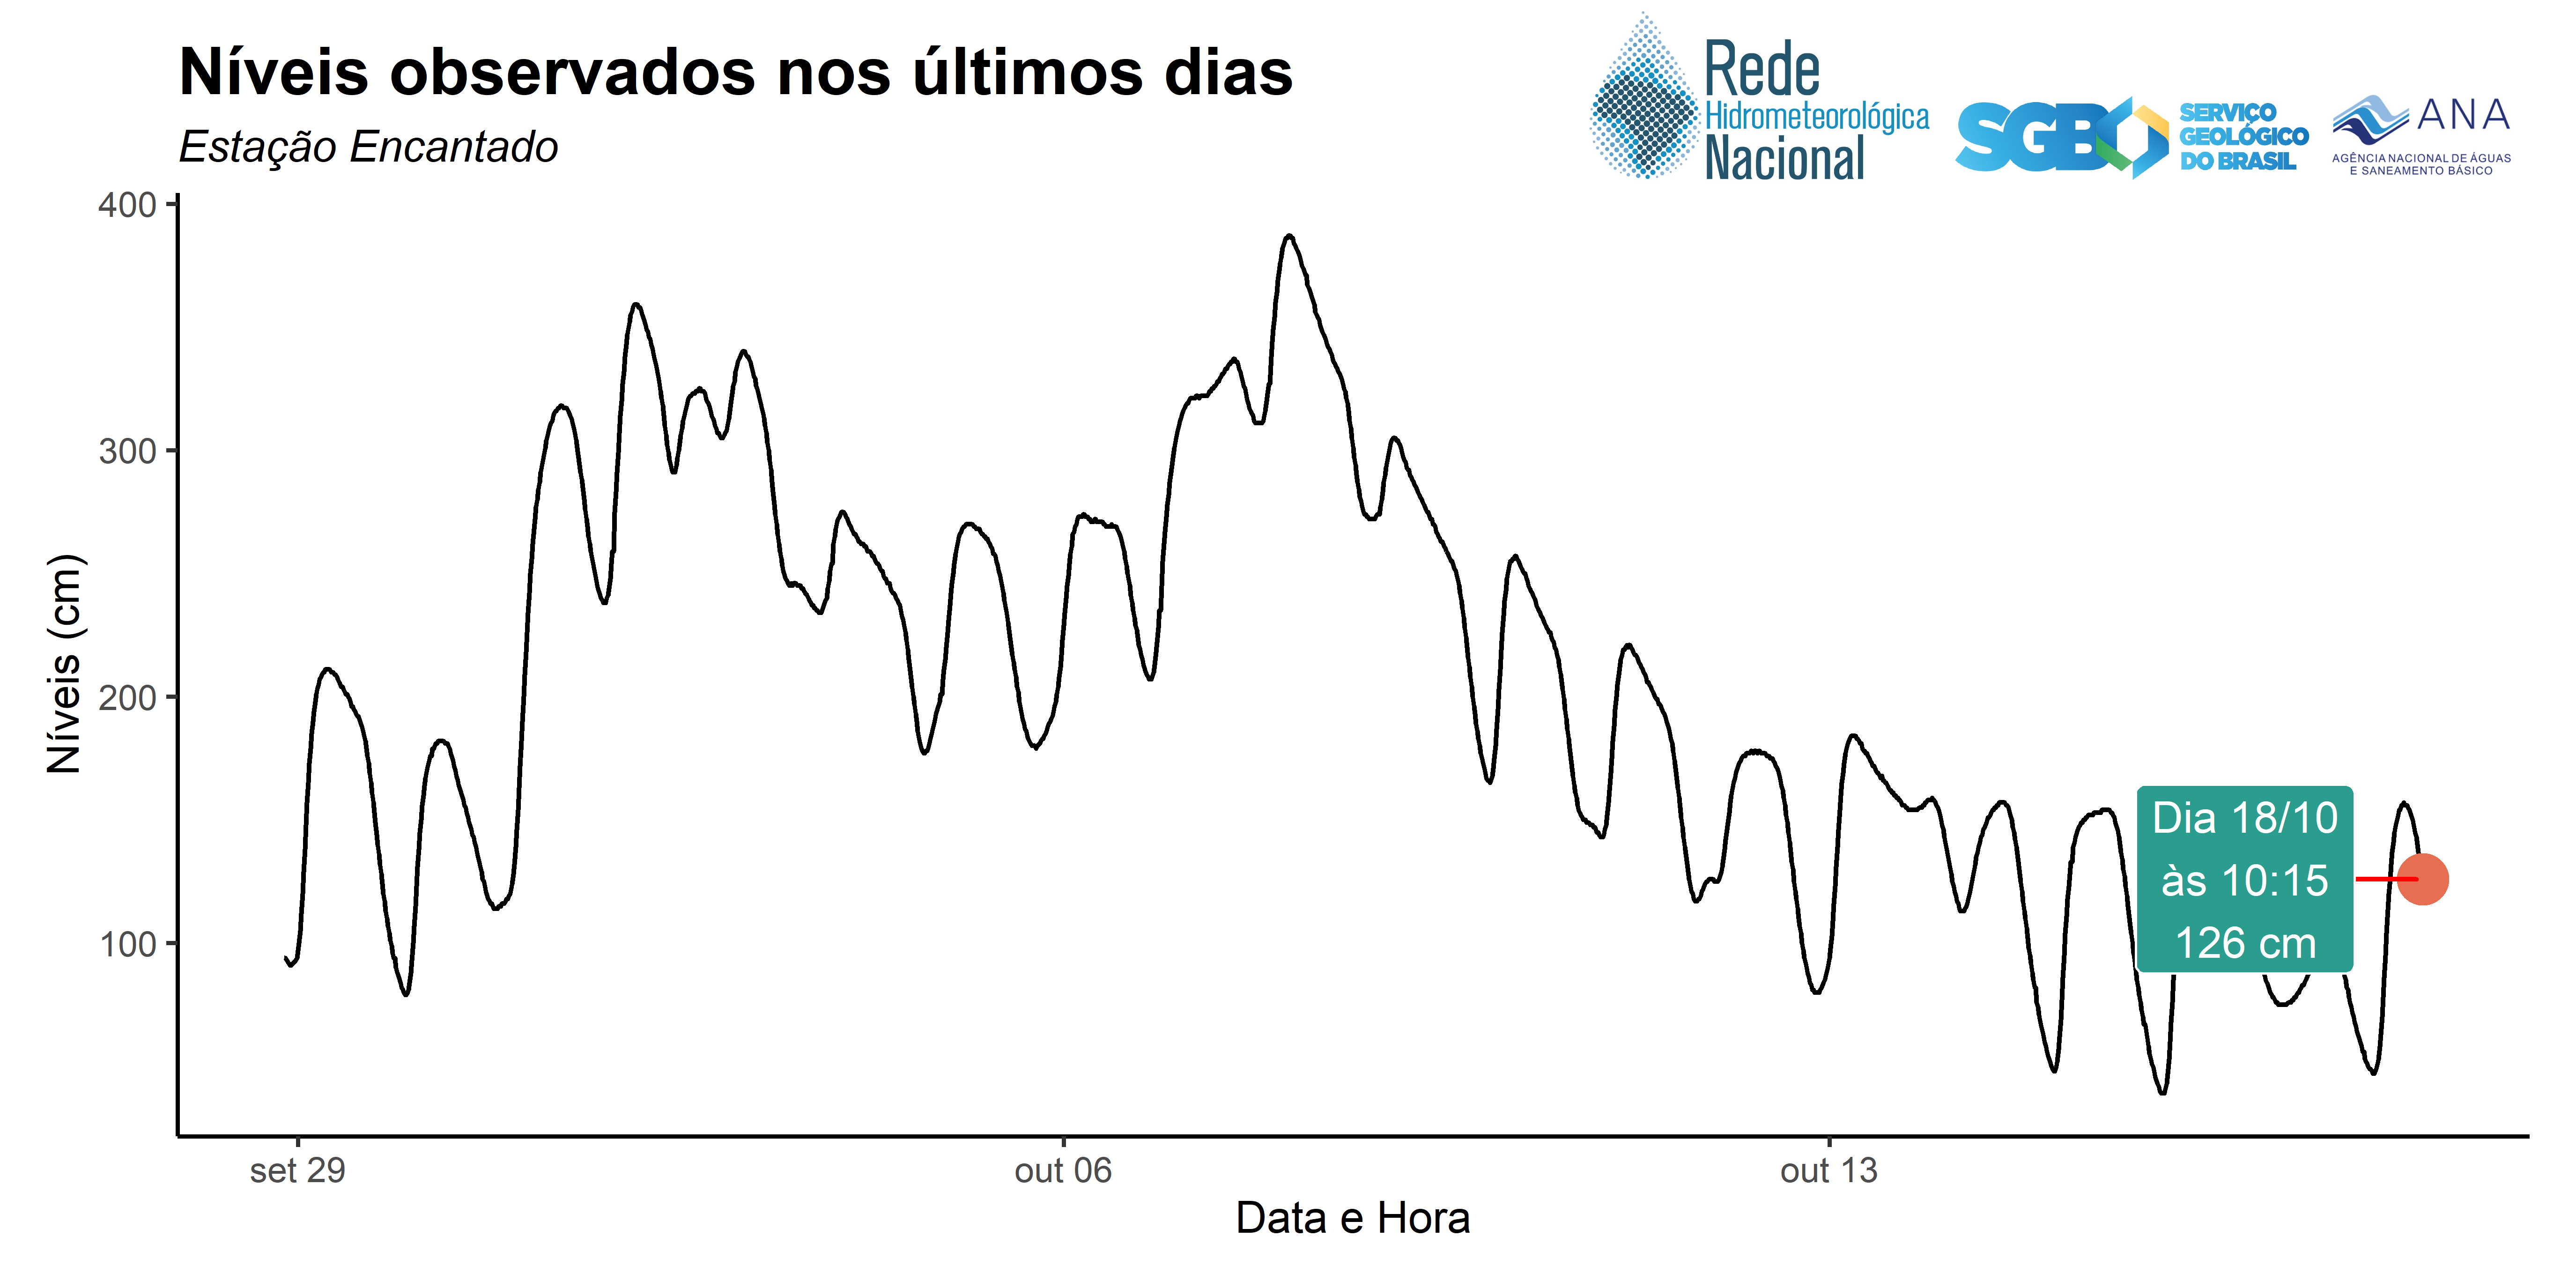 Níveis observados nos últimos dias
Estação Encantado
Rede
Hidrometeorológica
Nacional
SGB
SERVIÇO
GEOLÓGICO
DO BRASIL
ANA
AGÊNCIA NACIONAL DE ÁGUAS
E SANEAMENTO BÁSICO
400
300
200
100
Níveis (cm)
Dia 18/10
às 10:15
126 cm
set 29
out 06
out 13
Data e Hora